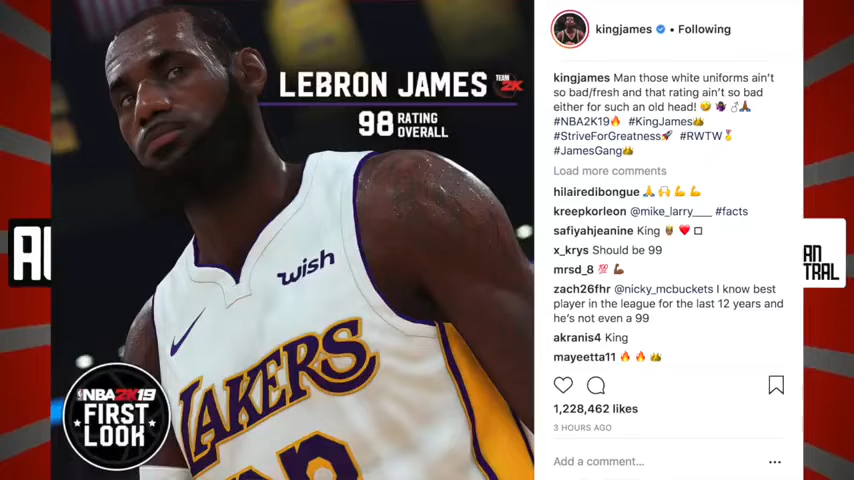 LEBRON JAMES
TEAM
2K
98 RATING
OVERALL
wish
LAKERS
NBA2K19
FIRST
LOOK
kingjames • Following
kingjames Man those white uniforms ain't
so bad/fresh and that rating ain't so bad
either for such an old head! 🤣
#NBA2K19🔥 #KingJames👑
#StriveForGreatness🚀 #RWTW🏅
#JamesGang👑
Load more comments
hilairedibongue 🙏 🙌 💪 💪
kreepkorleon @mike_larry___ #facts
safiyahjeanine King 🤴🏾 ❤️
x_krys Should be 99
mrsd_8 💯 💪🏾
zach26fhr @nicky_mcbuckets I know best
player in the league for the last 12 years and
he's not even a 99
akranis4 King
mayeetta11 🔥 🔥 👑
1,228,462 likes
3 HOURS AGO
Add a comment...
AN
TRAL